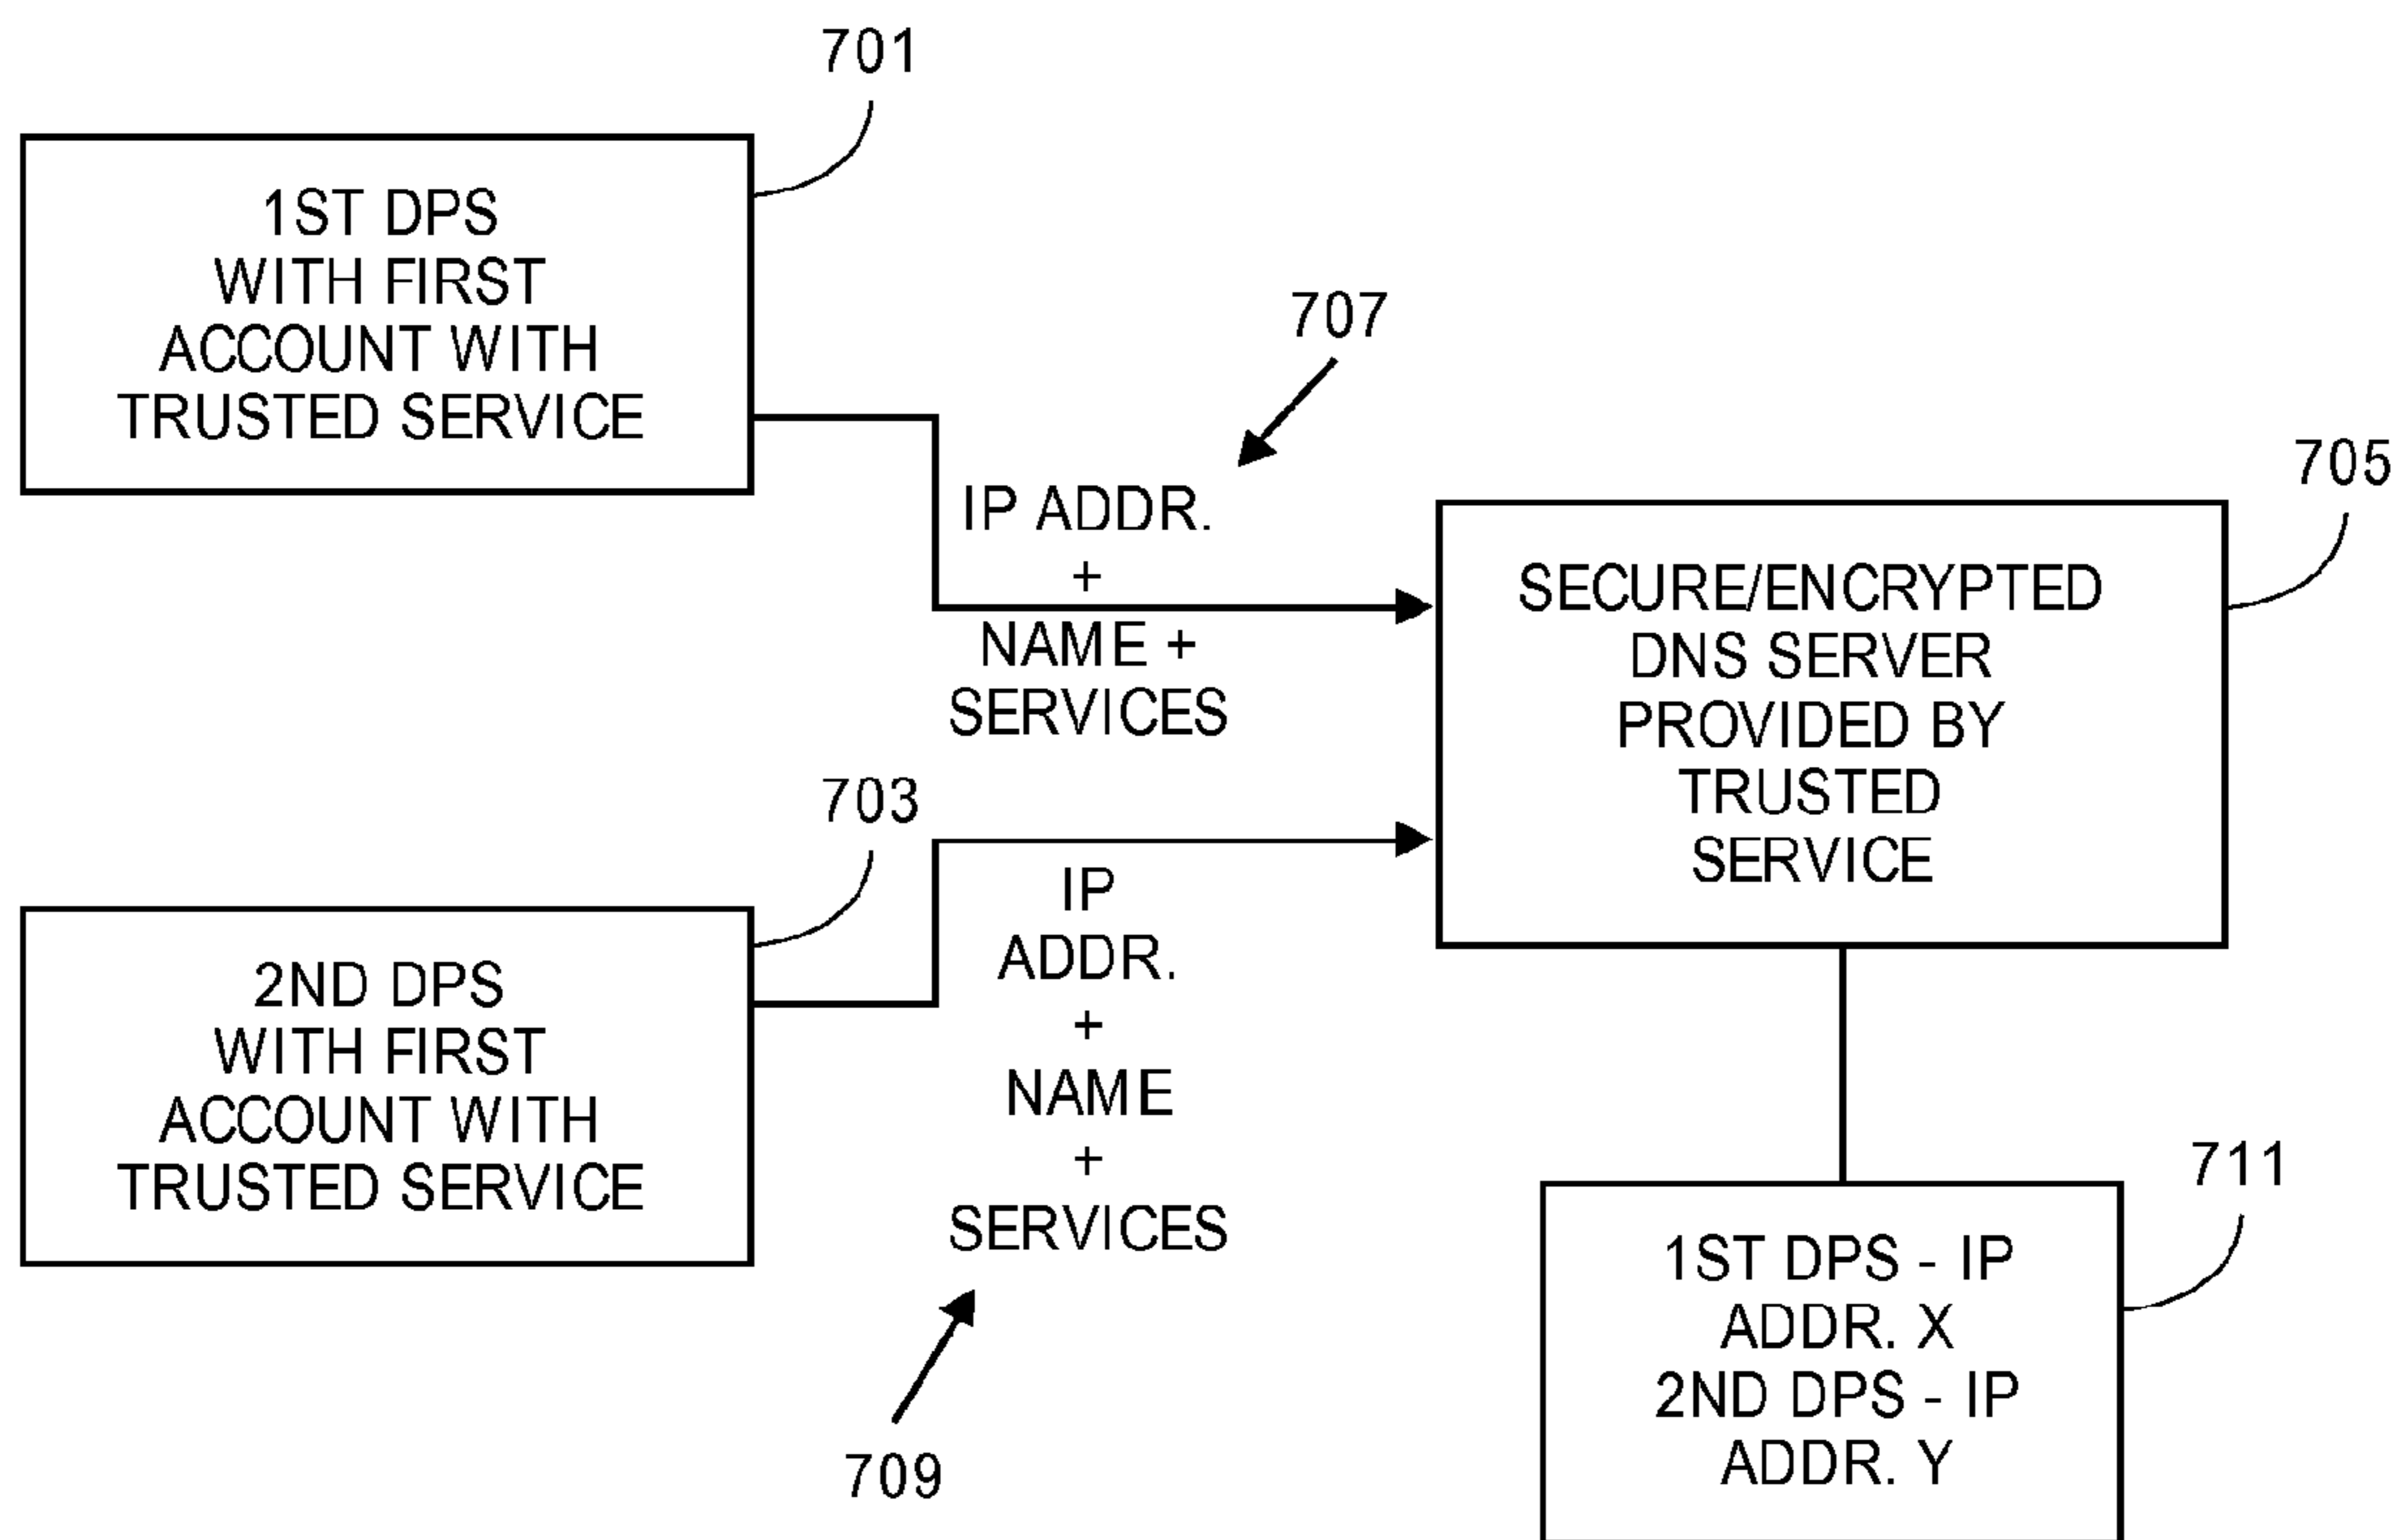 701
1ST DPS
WITH FIRST
ACCOUNT WITH
TRUSTED SERVICE
707
IP ADDR.
+
NAME +
SERVICES
705
SECURE/ENCRYPTED
DNS SERVER
PROVIDED BY
TRUSTED
SERVICE
703
2ND DPS
WITH FIRST
ACCOUNT WITH
TRUSTED SERVICE
IP
ADDR.
+
NAME
+
SERVICES
709
711
1ST DPS - IP
ADDR. X
2ND DPS - IP
ADDR. Y